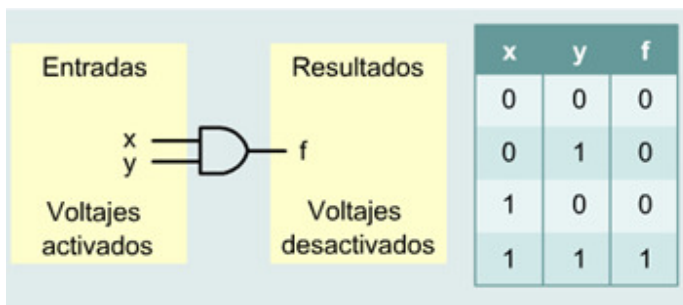 Entradas
x
y
Voltajes
activados
Resultados
f
Voltajes
desactivados
x y f
0 0 0
0 1 0
1 0 0
1 1 1